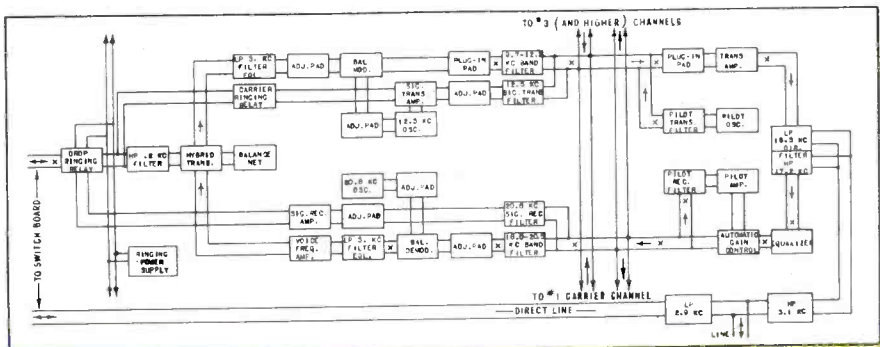 TO #3 (AND HIGHER) CHANNELS
LP 3. KC
FILTER
EQL.
ADJ. PAD
BAL
MOD.
PLUG-IN
PAD
KC BAND
FILTER
PLUG-IN
PAD
TRANS
AMP.
CARRIER
RINGING
RELAY
SIG.
TRANS
AMP.
ADJ. PAD
12.5 KC
SIG. TRANS
FILTER
ADJ. PAD
12.5 KC
OSC.
PILOT
TRANS.
FILTER
PILOT
OSC.
DROP
RINGING
RELAY
HP .2 KC
FILTER
HYBRID
TRANS.
BALANCE
NET
LP
KC
DIR.
FILTER
HP
KC
TO SWITCH BOARD
20.8 KC
OSC.
ADJ. PAD
PILOT
REC.
FILTER
PILOT
AMP.
SIG. REC.
AMP.
ADJ. PAD
20.8 KC
SIG. REC
FILTER
RINGING
POWER
SUPPLY
VOICE
FREQ.
AMP.
LP 3. KC
FILTER
EQL.
BAL.
DEMOD.
ADJ. PAD
KC BAND
FILTER
AUTOMATIC
GAIN
CONTROL
EQUALIZER
TO #1 CARRIER CHANNEL
DIRECT LINE
LP
2.9 KC
HP
3.1 KC
LINE